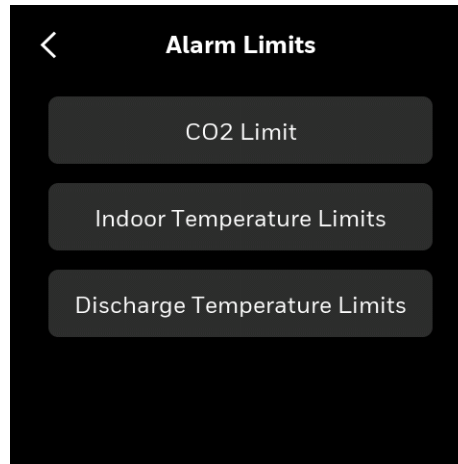 Alarm Limits
CO2 Limit
Indoor Temperature Limits
Discharge Temperature Limits